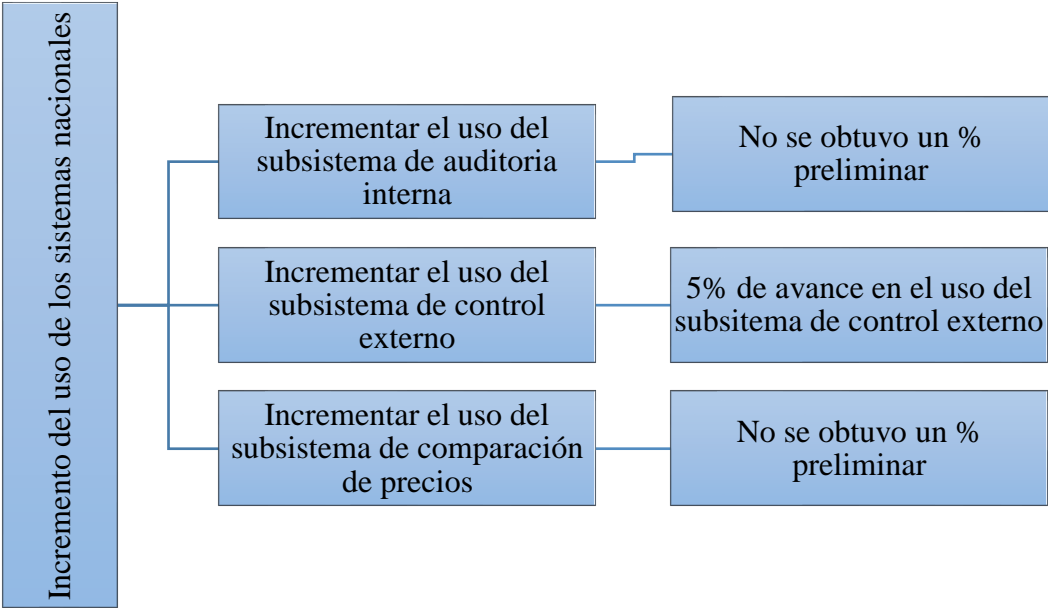 Incremento del uso de los sistemas nacionales
Incrementar el uso del
subsistema de auditoria
interna
No se obtuvo un %
preliminar
Incrementar el uso del
subsistema de control
externo
5% de avance en el uso del
subsitema de control externo
Incrementar el uso del
subsistema de comparación
de precios
No se obtuvo un %
preliminar